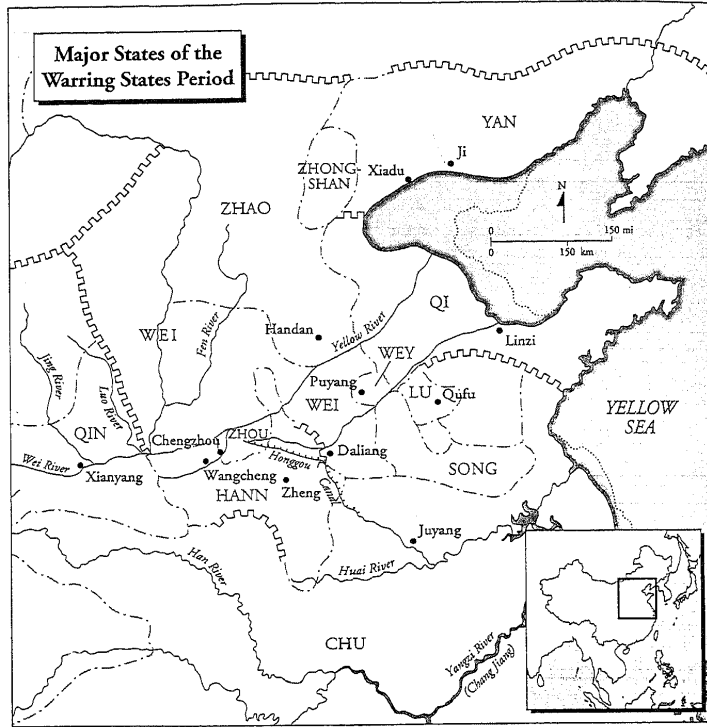 Major States of the
Warring States Period
YAN
Ji
ZHONG-
SHAN
Xiadu
N
ZHAO
0 150 mi
0 150 km
QI
WEI
Fen River
Handan
Yellow River
Linzi
WEY
Jing River
Luo River
Puyang
WEI
LU
Qufu
YELLOW
SEA
QIN
Chengzhou
ZHOU
Daliang
Wei River
Honggou
Canal
SONG
Xianyang
Wangcheng
HANN
Zheng
Juyang
Han River
Huai River
CHU
Yangzi River
(Chang Jiang)